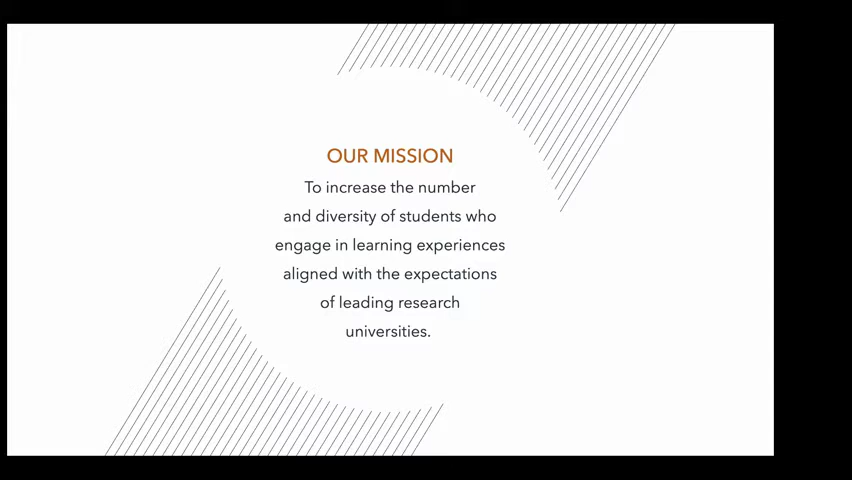 OUR MISSION
To increase the number
and diversity of students who
engage in learning experiences
aligned with the expectations
of leading research
universities.